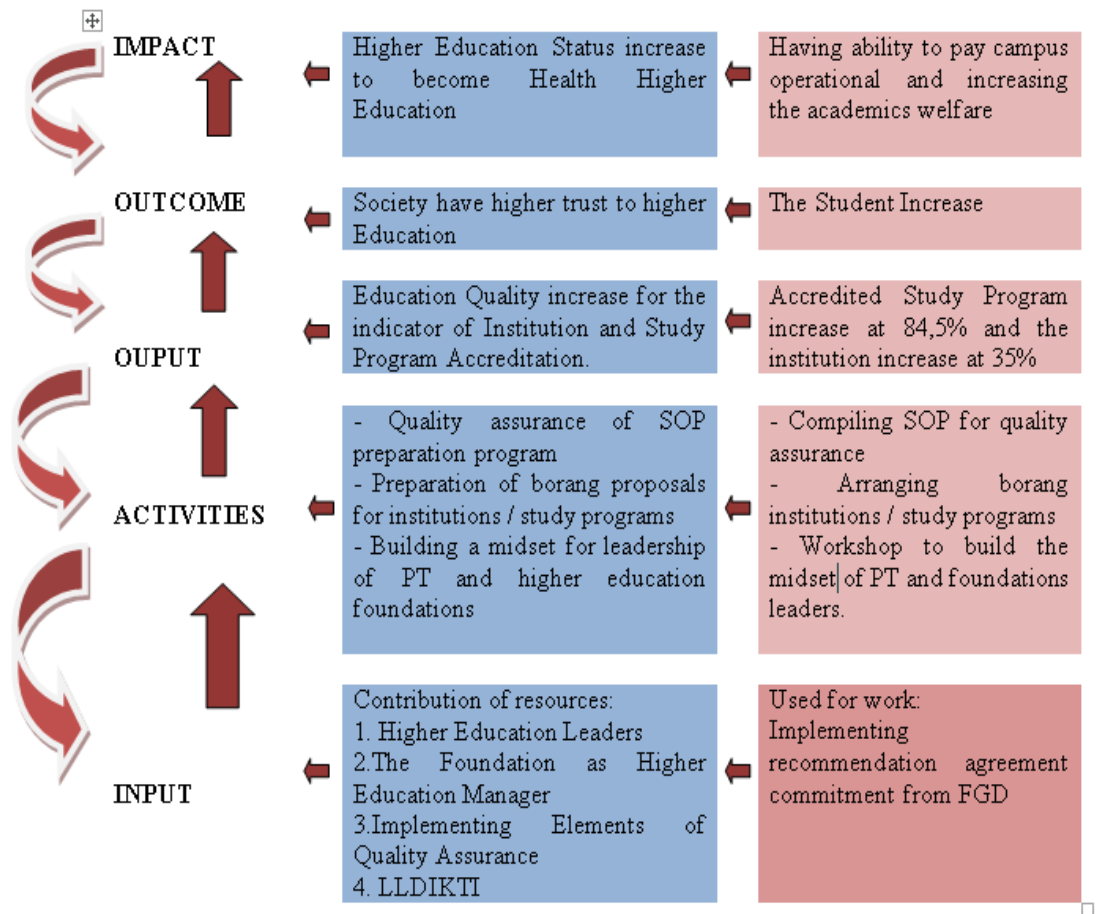 IMPACT
Higher Education Status increase
to become Health Higher
Education
Having ability to pay campus
operational and increasing
the academics welfare
OUTCOME
Society have higher trust to higher
Education
The Student Increase
OUPUT
Education Quality increase for the
indicator of Institution and Study
Program Accreditation.
Accredited Study Program
increase at 84,5% and the
institution increase at 35%
ACTIVITIES
- Quality assurance of SOP
preparation program
- Preparation of borang proposals
for institutions / study programs
- Building a midset for leadership
of PT and higher education
foundations
- Compiling SOP for quality
assurance
- Arranging borang
institutions / study programs
- Workshop to build the
midset of PT and foundations
leaders.
INPUT
Contribution of resources:
1. Higher Education Leaders
2.The Foundation as Higher
Education Manager
3.Implementing Elements of
Quality Assurance
4. LLDIKTI
Used for work:
Implementing
recommendation agreement
commitment from FGD